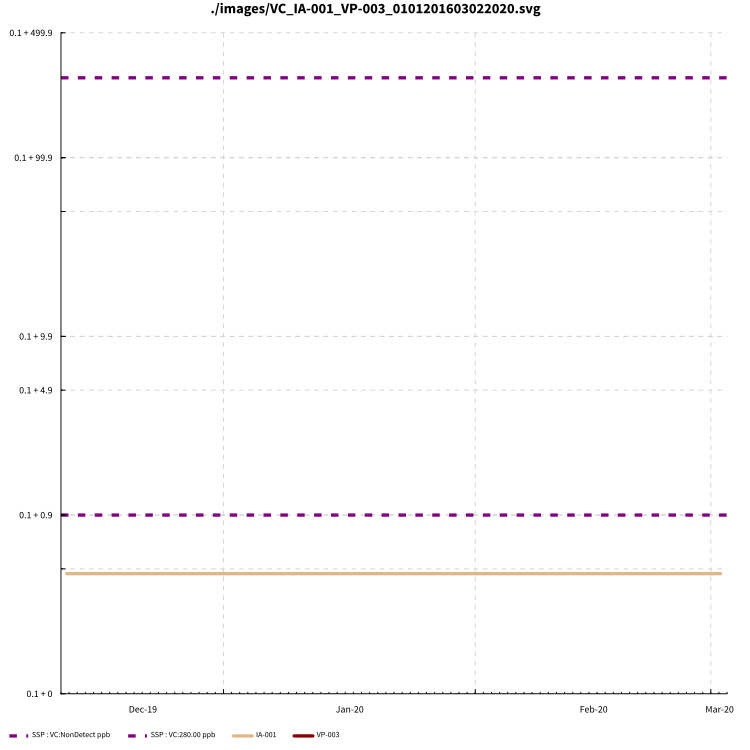 ./images/VC_IA-001_VP-003_0101201603022020.svg
0.1 + 499.9
0.1 + 99.9
0.1 + 9.9
0.1 + 4.9
0.1 + 0.9
0.1 + 0
Dec-19 Jan-20 Feb-20 Mar-20
SSP : VC:NonDetect ppb SSP : VC:280.00 ppb IA-001 VP-003